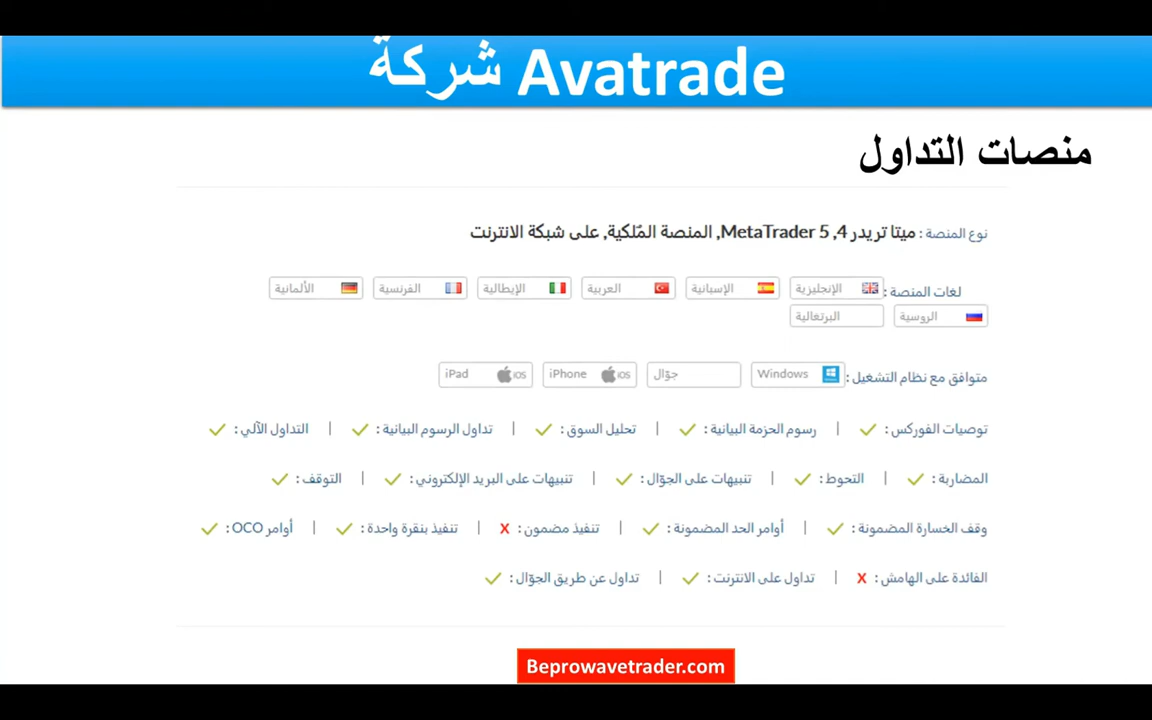 شركة Avatrade
منصات التداول
نوع المنصة : ميتا تريدر 4, MetaTrader 5, المنصة المُلكية, على شبكة الانترنت
لغات المنصة : الإنجليزية الإسبانية العربية الإيطالية الفرنسية الألمانية
الروسية البرتغالية
متوافق مع نظام التشغيل : Windows جوّال iPhone iOS iPad iOS
توصيات الفوركس : ✓ | رسوم الحزمة البيانية : ✓ | تحليل السوق : ✓ | تداول الرسوم البيانية : ✓ | التداول الآلي : ✓
المضاربة : ✓ | التحوط : ✓ | تنبيهات على الجوّال : ✓ | تنبيهات على البريد الإلكتروني : ✓ | التوقف : ✓
وقف الخسارة المضمونة : ✓ | أوامر الحد المضمونة : ✓ | تنفيذ مضمون : x | تنفيذ بنقرة واحدة : ✓ | أوامر OCO : ✓
الفائدة على الهامش : x | تداول على الانترنت : ✓ | تداول عن طريق الجوّال : ✓
Beprowavetrader.com